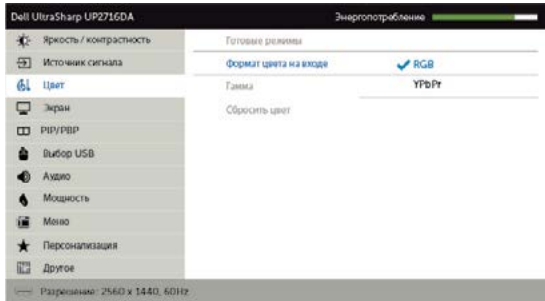 Dell UltraSharp UP2716DA
Энергопотребление
Яркость / контрастность
Готовые режимы
Источник сигнала
Формат цвета на входе
RGB
Цвет
Гамма
YPbPr
Экран
Сбросить цвет
PIP/PBP
Выбор USB
Аудио
Мощность
Меню
Персонализация
Другое
Разрешение: 2560 x 1440, 60Hz